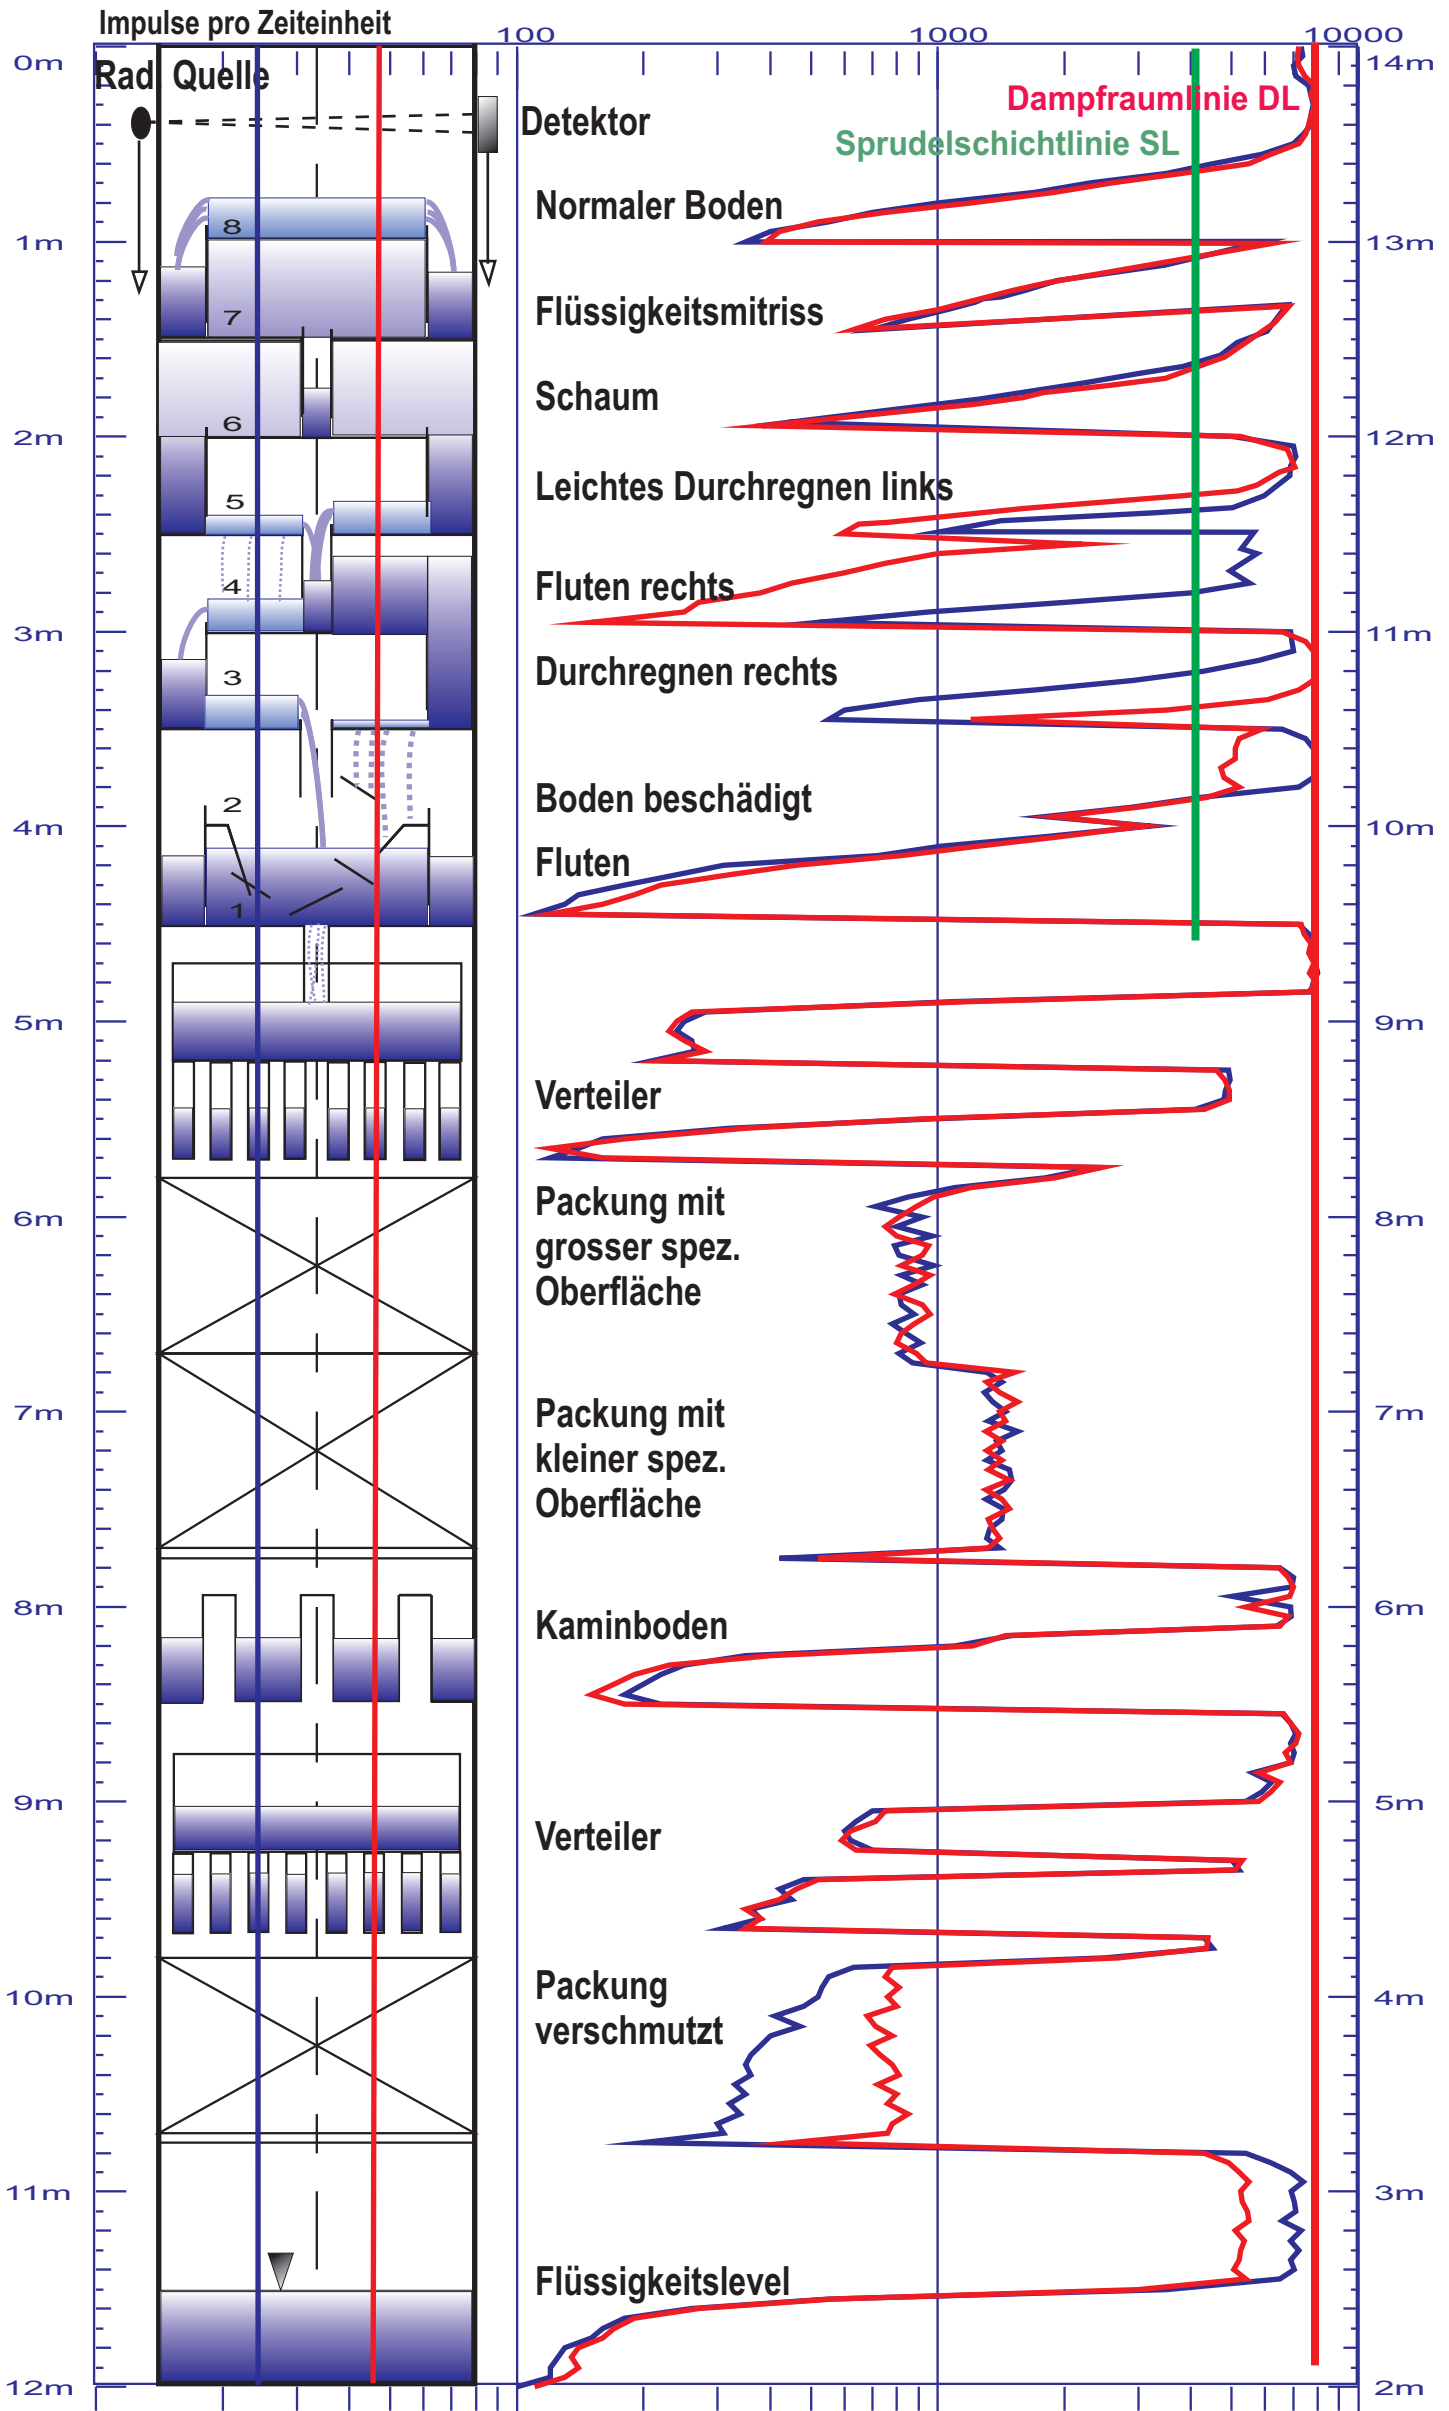 Impulse pro Zeiteinheit
100
1000
10000
0m
14m
Rad. Quelle
Dampfraumlinie DL
Detektor
Sprudelschichtlinie SL
Normaler Boden
8
1m
13m
Flüssigkeitsmitriss
7
Schaum
6
2m
12m
Leichtes Durchregnen links
5
Fluten rechts
4
3m
11m
Durchregnen rechts
3
Boden beschädigt
2
4m
10m
Fluten
1
5m
9m
Verteiler
Packung mit
grosser spez.
Oberfläche
6m
8m
7m
7m
Packung mit
kleiner spez.
Oberfläche
8m
6m
Kaminboden
9m
5m
Verteiler
Packung
verschmutzt
10m
4m
11m
3m
Flüssigkeitslevel
12m
2m